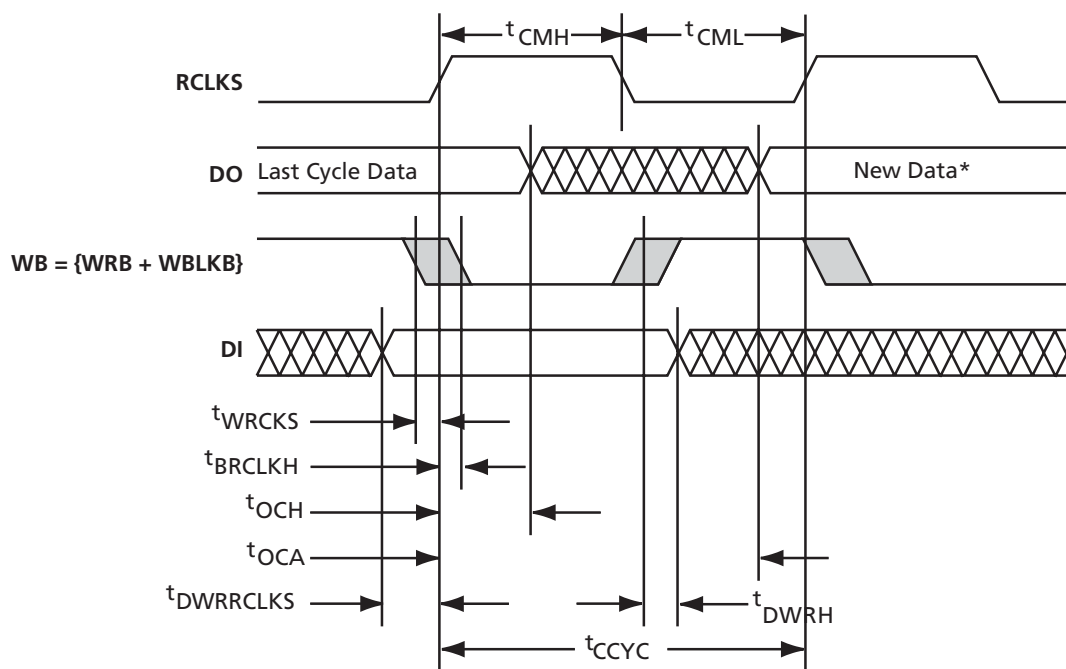 tCMH
tCML
RCLKS
DO
Last Cycle Data
New Data*
WB = {WRB + WBLKB}
DI
tWRCKS
tBRCLKH
tOCH
tOCA
tDWRRCLKS
tDWRH
tCCYC